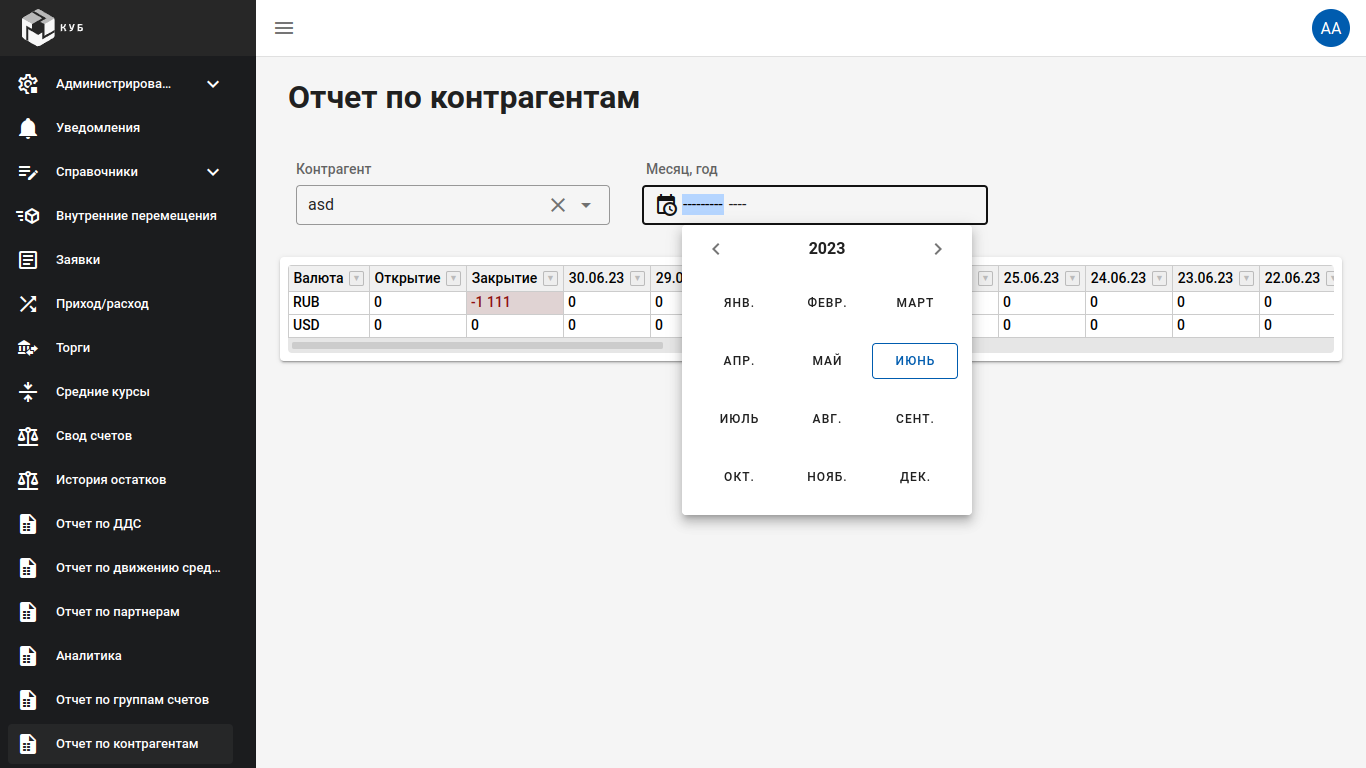 КУБ
АА
Администрирова...
Уведомления
Справочники
Внутренние перемещения
Заявки
Приход/расход
Торги
Средние курсы
Свод счетов
История остатков
Отчет по ДДС
Отчет по движению сред...
Отчет по партнерам
Аналитика
Отчет по группам счетов
Отчет по контрагентам
Отчет по контрагентам
Контрагент
asd
Месяц, год
--------- ----
Валюта Открытие Закрытие 30.06.23 29.0 25.06.23 24.06.23 23.06.23 22.06.23
RUB 0 -1 111 0 0 0 0 0 0
USD 0 0 0 0 0 0 0 0
2023
ЯНВ. ФЕВР. МАРТ
АПР. МАЙ ИЮНЬ
ИЮЛЬ АВГ. СЕНТ.
ОКТ. НОЯБ. ДЕК.